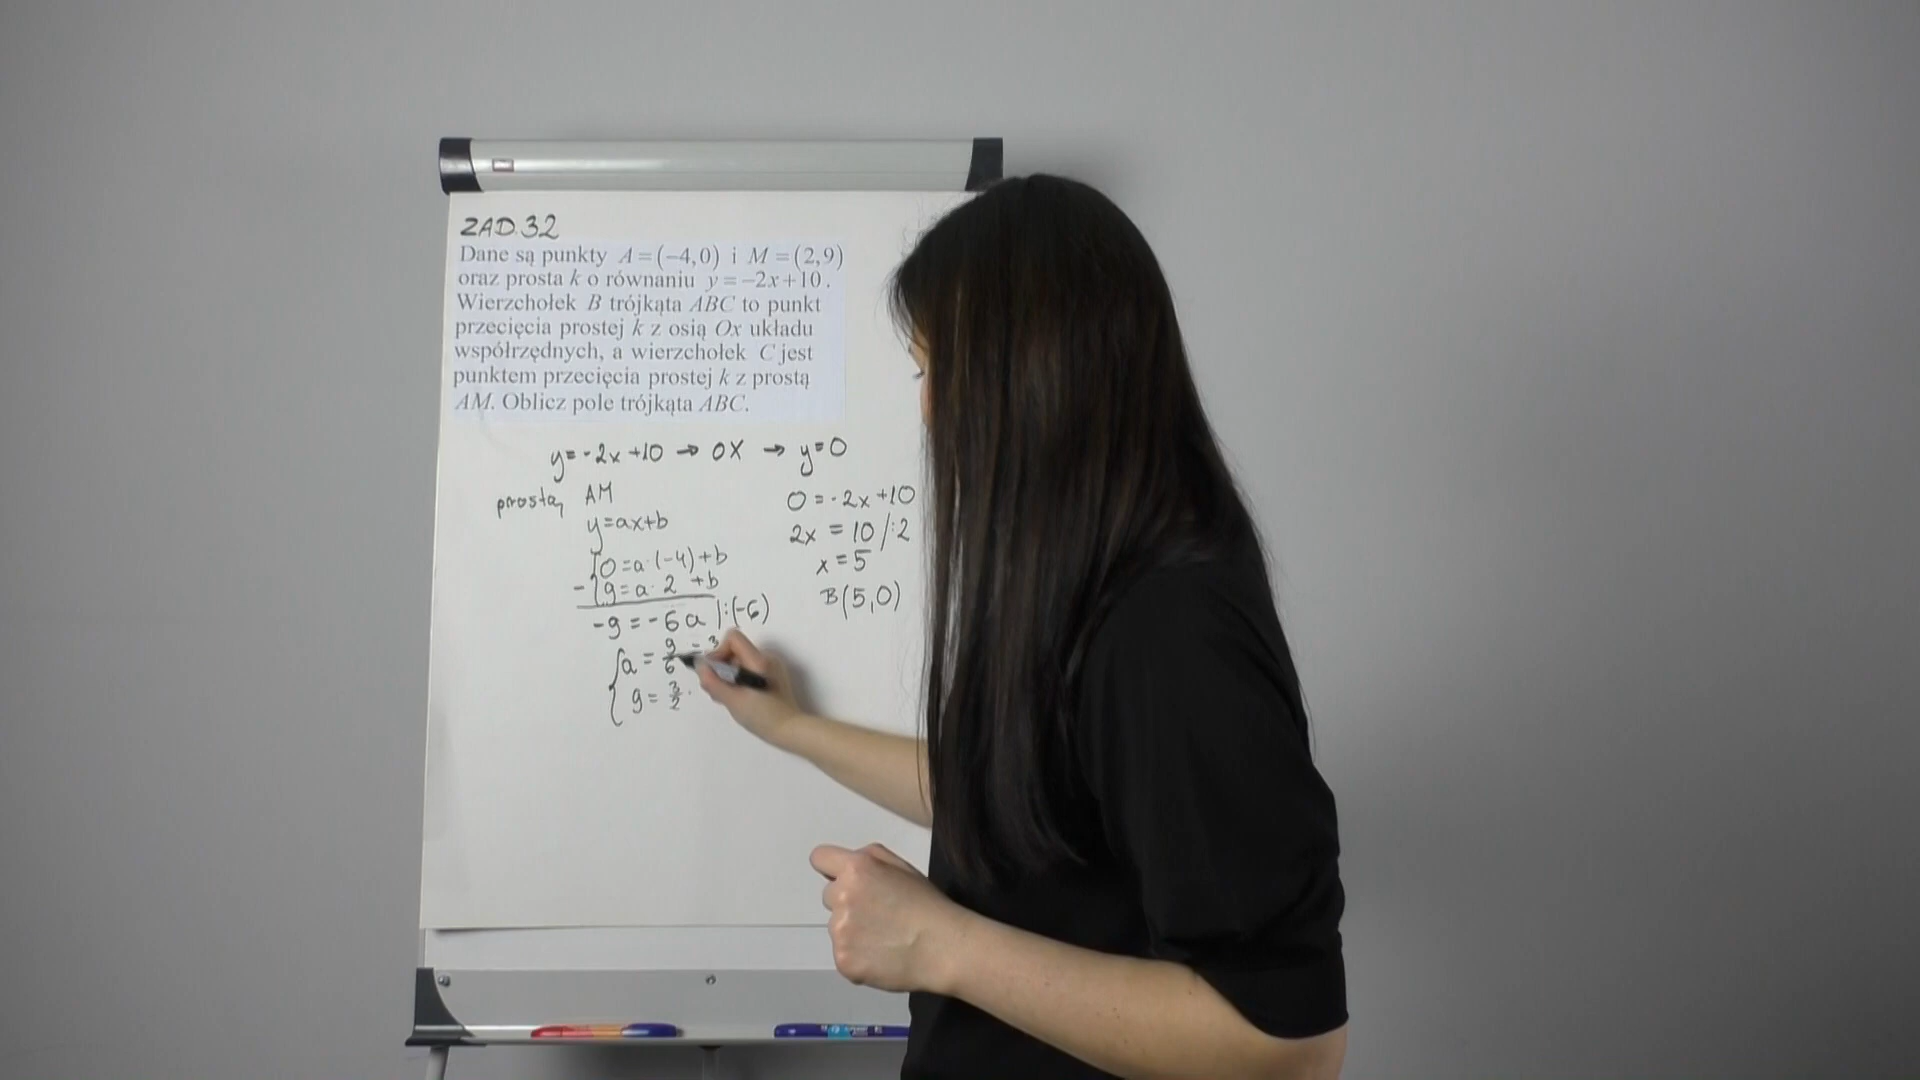 ZAD.32
Dane są punkty A=(−4,0) i M=(2,9)
oraz prosta k o równaniu y=−2x+10.
Wierzchołek B trójkąta ABC to punkt
przecięcia prostej k z osią Ox układu
współrzędnych, a wierzchołek C jest
punktem przecięcia prostej k z prostą
AM. Oblicz pole trójkąta ABC.
y=-2x+10 → OX → y=0
prosta AM
y=ax+b
0=a·(-4)+b
- 9=a·2+b
-9=-6a |:(-6)
a=9/6=3
9=3/2·
0=-2x+10
2x=10/:2
x=5
B(5,0)